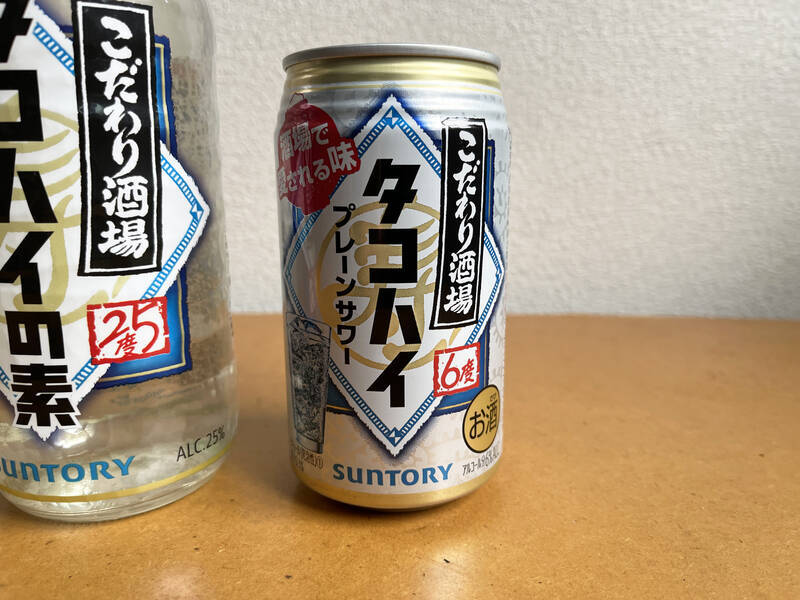 こだわり酒場
タコハイの素
25度
ALC.25%
SUNTORY
酒場で
愛される味
こだわり酒場
タコハイ
プレーンサワー
6度
お酒
SUNTORY